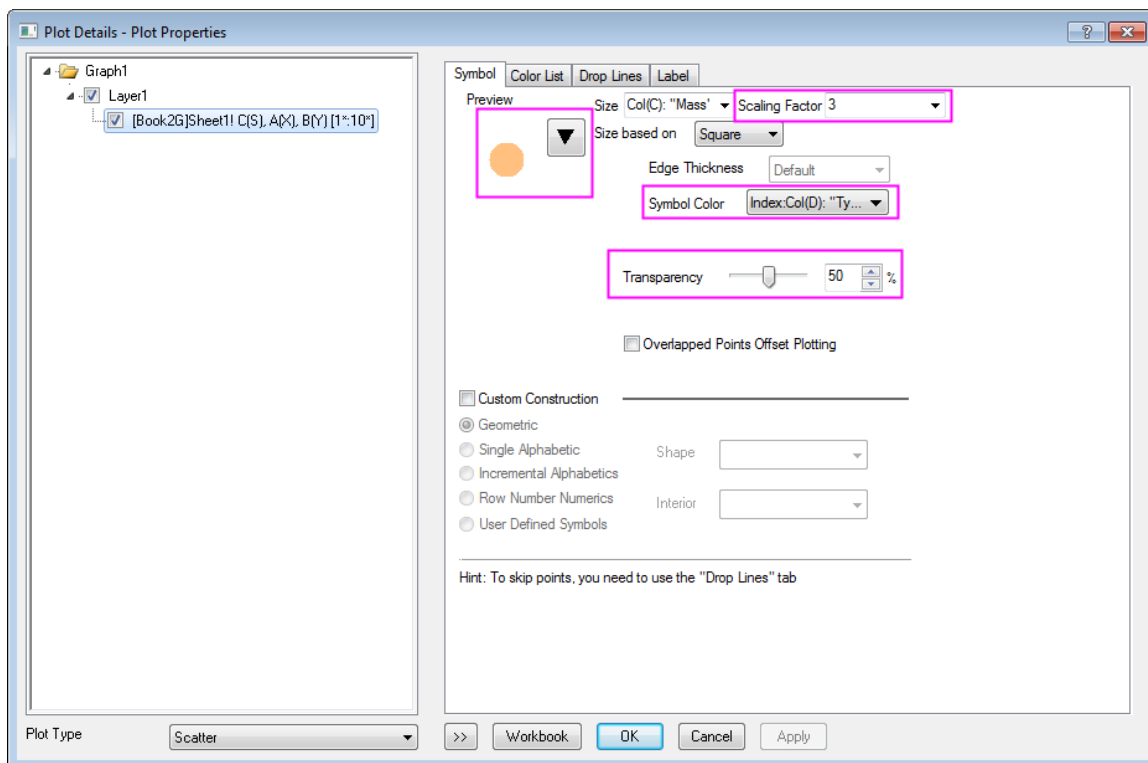 Plot Details - Plot Properties
Graph1
Layer1
[Book2G]Sheet1! C(S), A(X), B(Y) [1*:10*]
Symbol Color List Drop Lines Label
Preview
Size Col(C): "Mass' Scaling Factor 3
Size based on Square
Edge Thickness Default
Symbol Color Index:Col(D): "Ty...
Transparency 50 %
Overlapped Points Offset Plotting
Custom Construction
Geometric
Single Alphabetic Shape
Incremental Alphabetics
Row Number Numerics Interior
User Defined Symbols
Hint: To skip points, you need to use the "Drop Lines" tab
Plot Type Scatter >> Workbook OK Cancel Apply